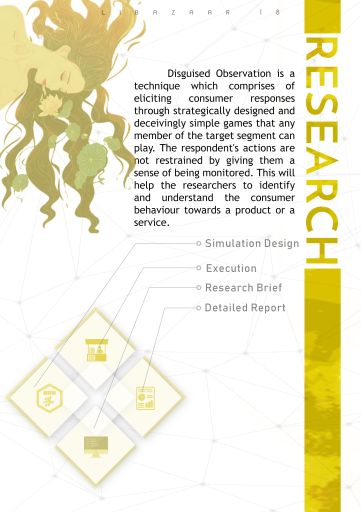 LIBAZAAR 18
RESEARCH
Disguised Observation is a
technique which comprises of
eliciting consumer responses
through strategically designed and
deceivingly simple games that any
member of the target segment can
play. The respondent's actions are
not restrained by giving them a
sense of being monitored. This will
help the researchers to identify
and understand the consumer
behaviour towards a product or a
service.
Simulation Design
Execution
Research Brief
Detailed Report